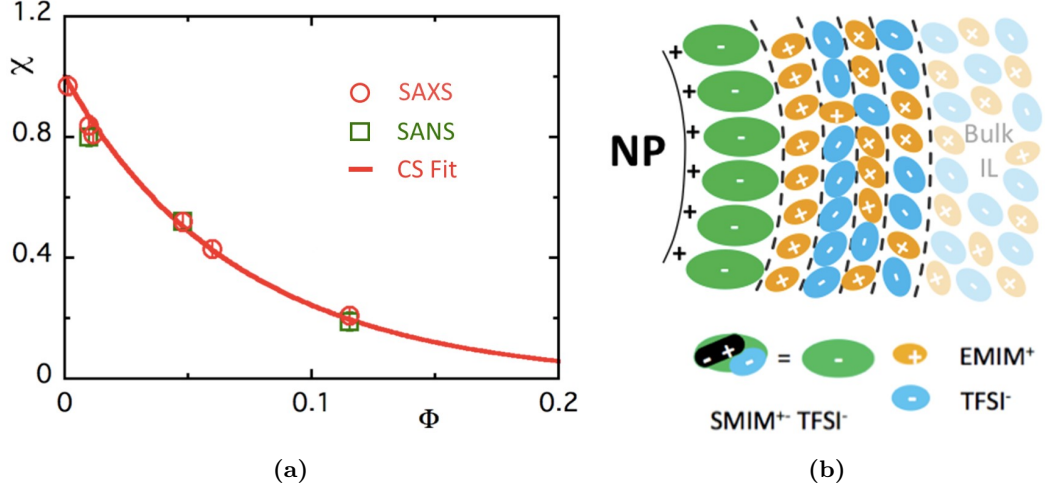 1.2
χ
0.8
0.4
0
0
0.1
0.2
Φ
SAXS
SANS
CS Fit
(a)
NP
Bulk
IL
=
EMIM⁺
TFSI⁻
SMIM⁺⁻ TFSI⁻
(b)